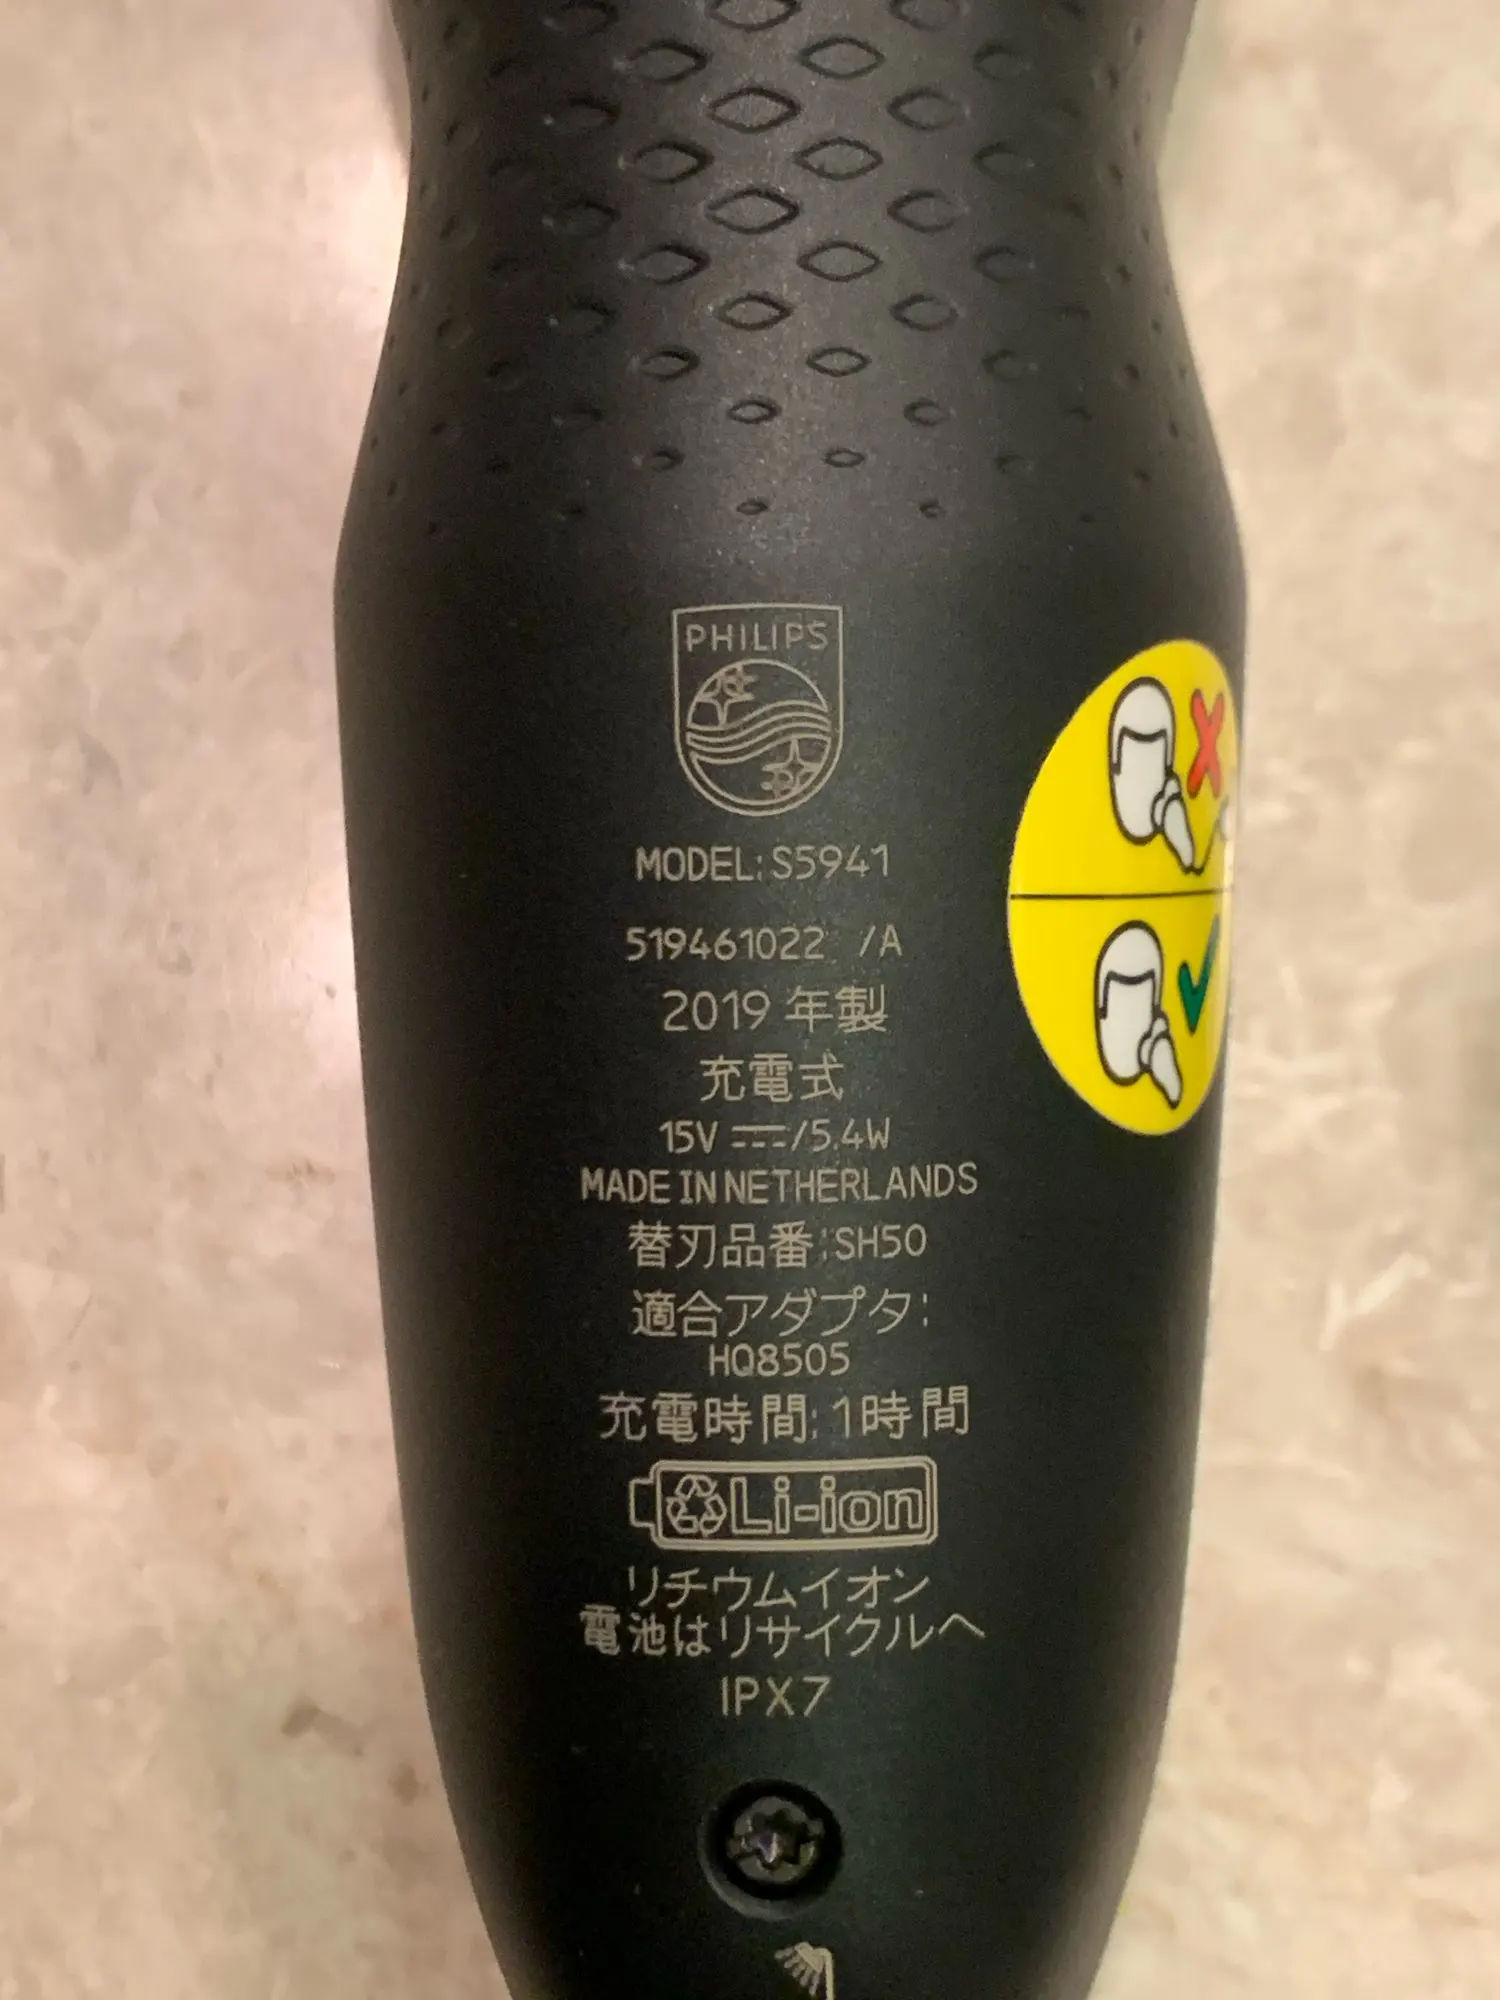 PHILIPS
MODEL: S5941
519461022 /A
2019 年製
充電式
15V ⎓/5.4W
MADE IN NETHERLANDS
替刃品番:SH50
適合アダプタ:
HQ8505
充電時間:1時間
Li-ion
リチウムイオン
電池はリサイクルへ
IPX7